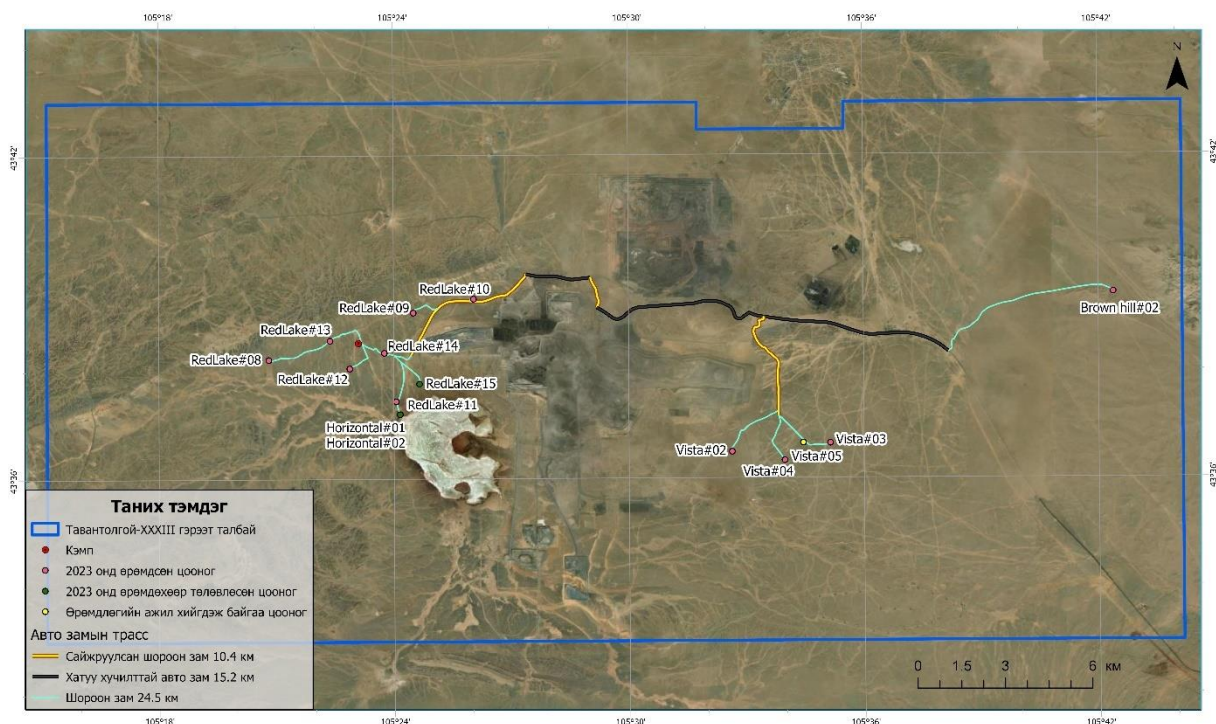 105°18'
105°24'
105°30'
105°36'
105°42'
N
43°42'
43°42'
RedLake#10
RedLake#09
Brown hill#02
RedLake#13
RedLake#14
RedLake#08
RedLake#12
RedLake#15
RedLake#11
Horizontal#01
Horizontal#02
Vista#03
Vista#02
Vista#05
Vista#04
43°36'
43°36'
Таних тэмдэг
Тавантолгой-XXXIII гэрээт талбай
Кэмп
2023 онд өрөмдсөн цооног
2023 онд өрөмдөхөөр төлөвлөсөн цооног
Өрөмдлөгийн ажил хийгдэж байгаа цооног
Авто замын трасс
Сайжруулсан шороон зам 10.4 км
Хатуу хучилттай авто зам 15.2 км
Шороон зам 24.5 км
0 1.5 3 6 км
105°18'
105°24'
105°30'
105°36'
105°42'